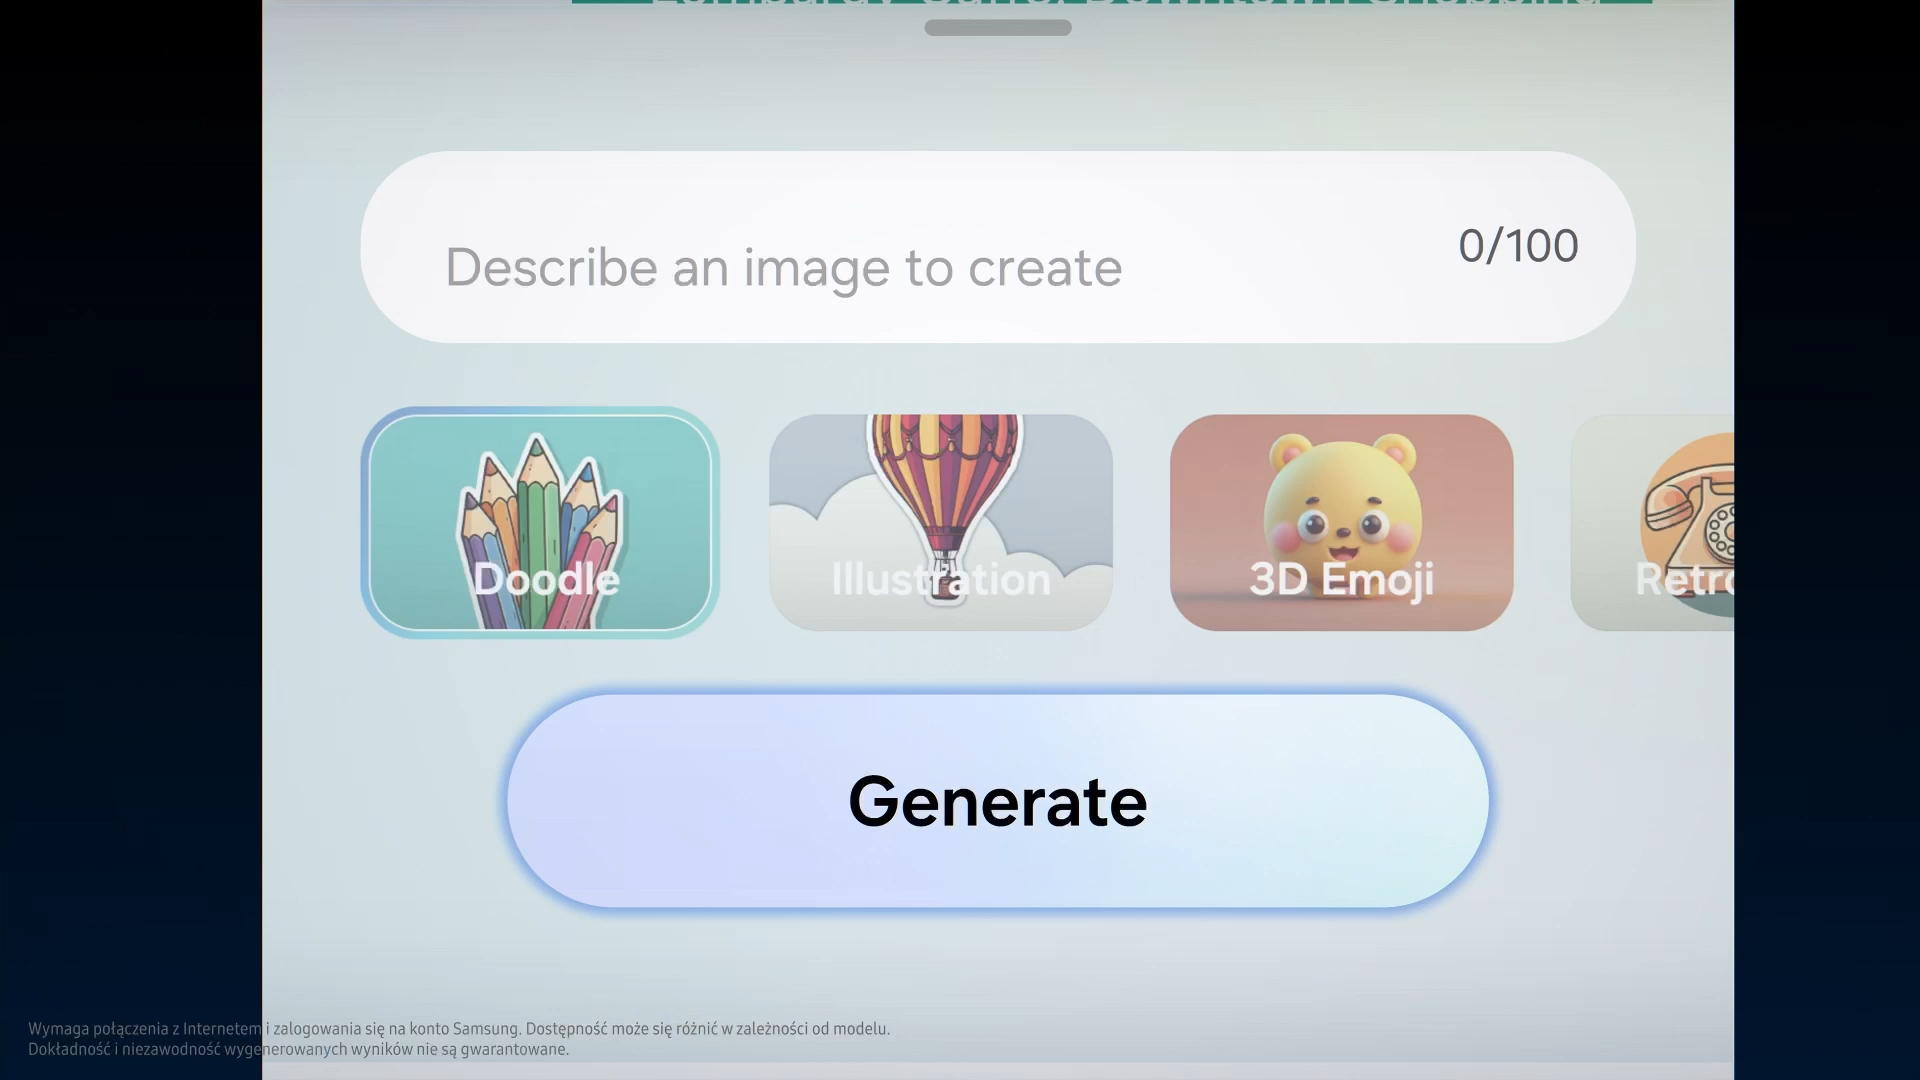 Describe an image to create
0/100
Doodle
Illustration
3D Emoji
Generate
Wymaga połączenia z Internetem i zalogowania się na konto Samsung. Dostępność może się różnić w zależności od modelu.
Dokładność i niezawodność wygenerowanych wyników nie są gwarantowane.